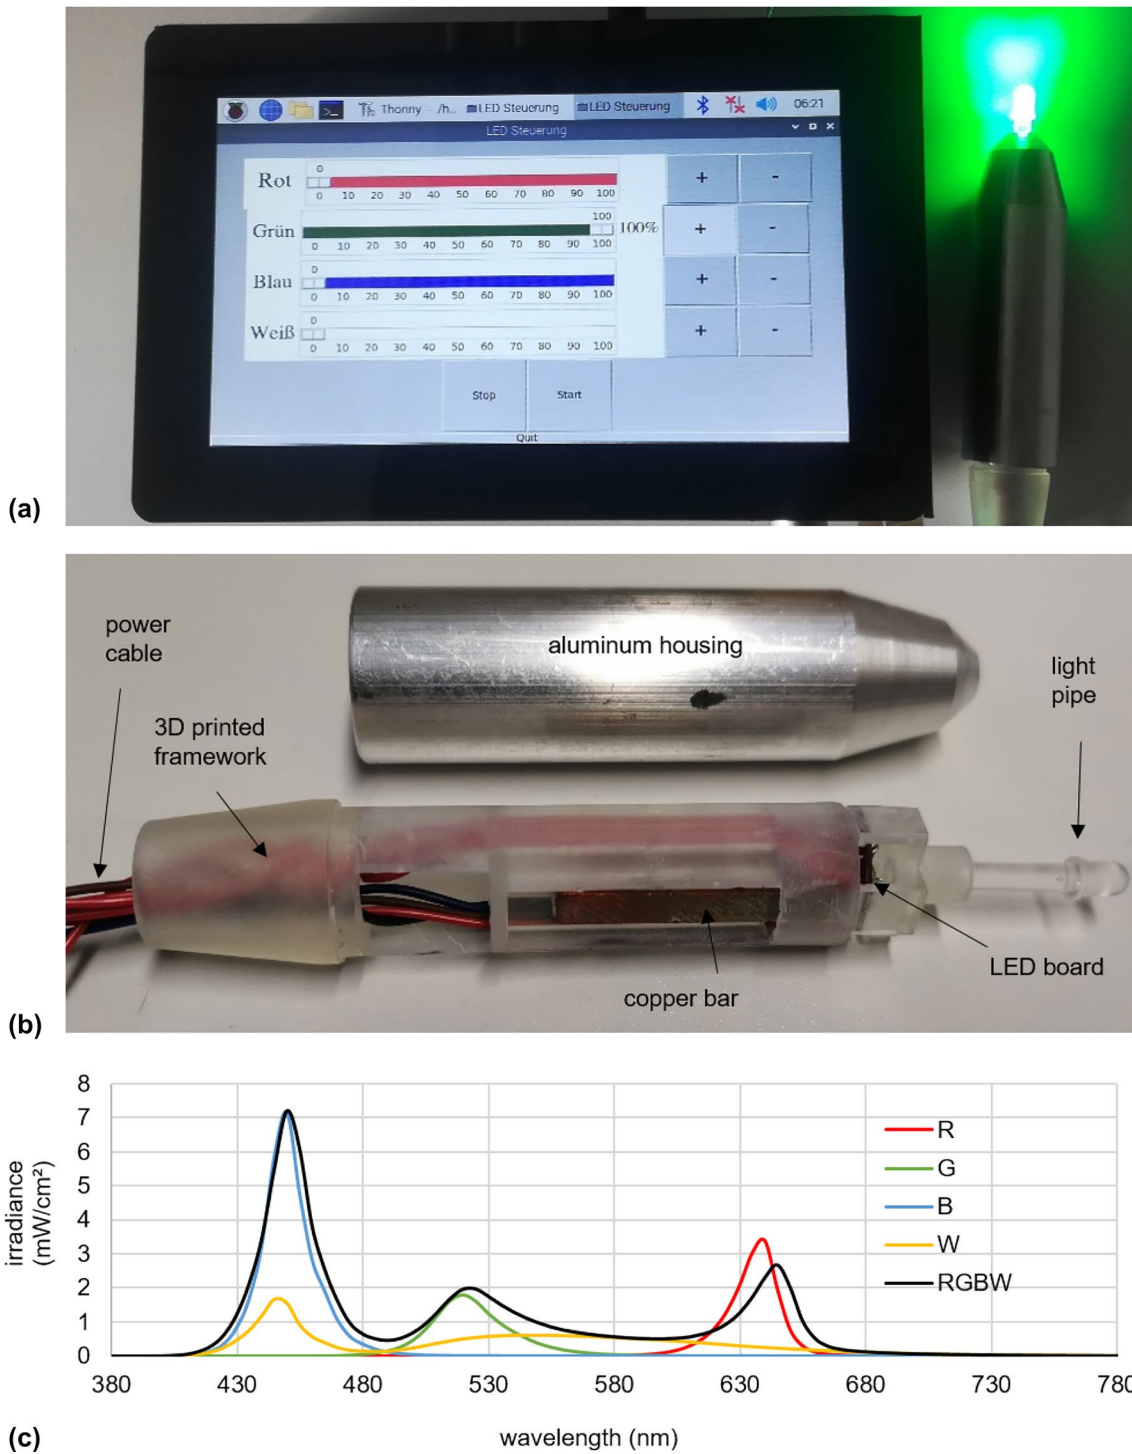 Thonny - /h...
LED Steuerung
LED Steuerung
06:21
LED Steuerung
Rot
0
0 10 20 30 40 50 60 70 80 90 100
+ -
Grün
100
100%
0 10 20 30 40 50 60 70 80 90 100
+ -
Blau
0
0 10 20 30 40 50 60 70 80 90 100
+ -
Weiß
0
0 10 20 30 40 50 60 70 80 90 100
+ -
Stop
Start
Quit
(a)
power
cable
3D printed
framework
aluminum housing
light
pipe
copper bar
LED board
(b)
irradiance
(mW/cm²)
8
7
6
5
4
3
2
1
0
R
G
B
W
RGBW
380 430 480 530 580 630 680 730 780
wavelength (nm)
(c)